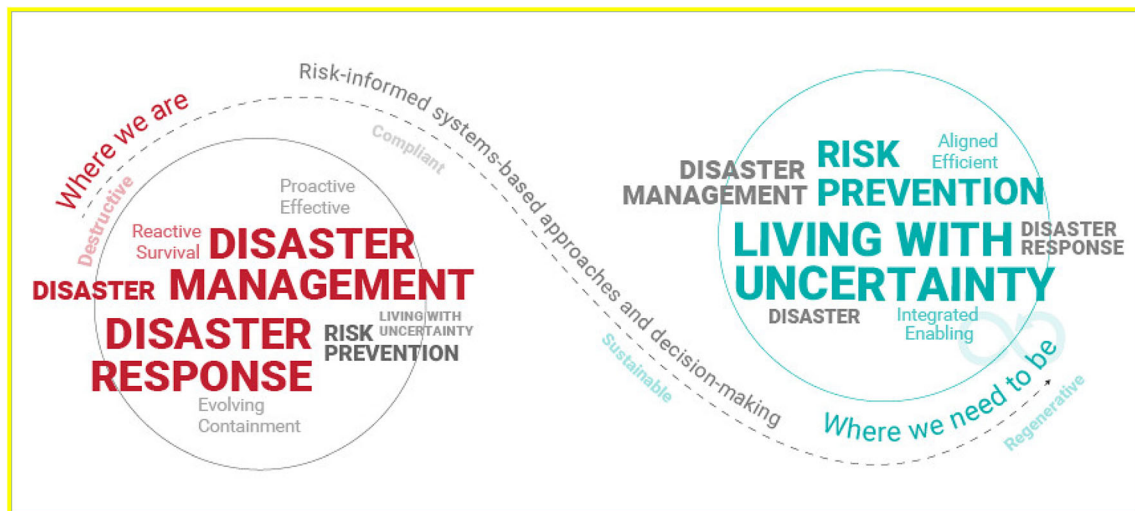 Where we are
Destructive
Proactive
Effective
Reactive
Survival
DISASTER
MANAGEMENT
DISASTER
DISASTER
RESPONSE
RISK
PREVENTION
LIVING WITH
UNCERTAINTY
Evolving
Containment
Risk-informed systems-based approaches and decision-making
Compliant
Sustainable
DISASTER
MANAGEMENT
RISK
PREVENTION
Aligned
Efficient
LIVING WITH
UNCERTAINTY
DISASTER
RESPONSE
DISASTER
Integrated
Enabling
Where we need to be
Regenerative